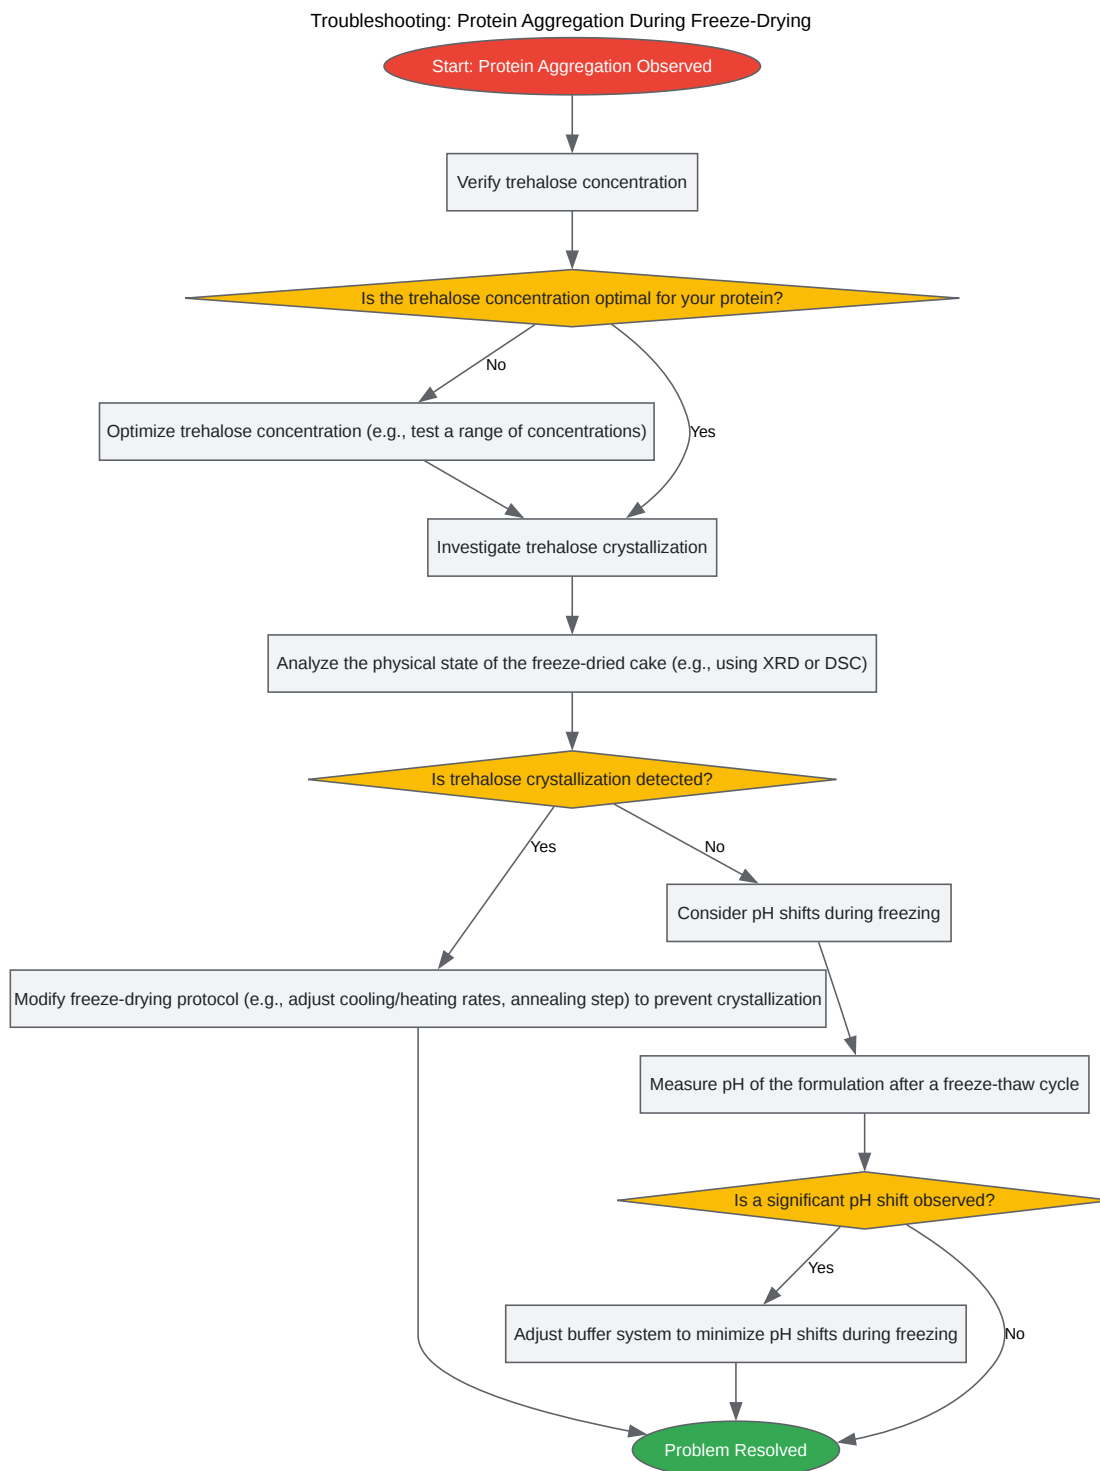 Troubleshooting: Protein Aggregation During Freeze-Drying
Start: Protein Aggregation Observed
Verify trehalose concentration
Is the trehalose concentration optimal for your protein?
No
Optimize trehalose concentration (e.g., test a range of concentrations)
Yes
Investigate trehalose crystallization
Analyze the physical state of the freeze-dried cake (e.g., using XRD or DSC)
Is trehalose crystallization detected?
Yes
No
Consider pH shifts during freezing
Modify freeze-drying protocol (e.g., adjust cooling/heating rates, annealing step) to prevent crystallization
Measure pH of the formulation after a freeze-thaw cycle
Is a significant pH shift observed?
Yes
Adjust buffer system to minimize pH shifts during freezing
No
Problem Resolved